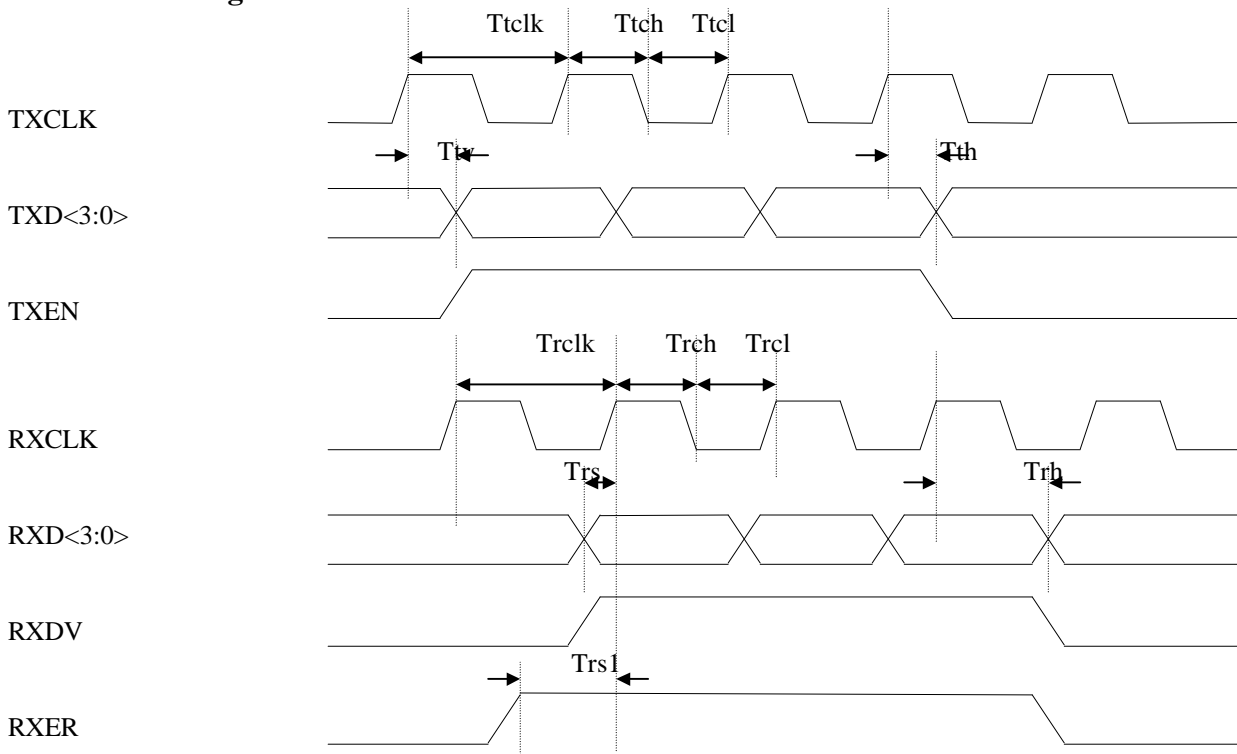 Ttclk Ttch Ttcl
TXCLK
Ttv Tth
TXD<3:0>
TXEN
Trclk Trch Trcl
RXCLK
Trs Trh
RXD<3:0>
RXDV
Trs1
RXER